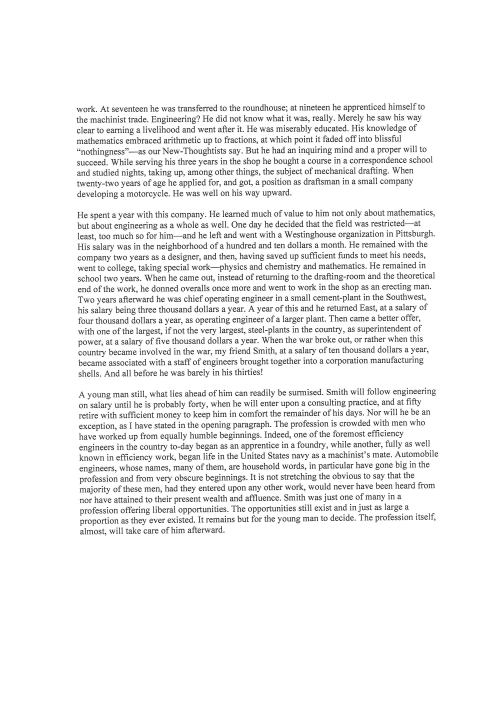 work. At seventeen he was transferred to the roundhouse; at nineteen he apprenticed himself to
the machinist trade. Engineering? He did not know what it was, really. Merely he saw his way
clear to earning a livelihood and went after it. He was miserably educated. His knowledge of
mathematics embraced arithmetic up to fractions, at which point it faded off into blissful
“nothingness”—as our New-Thoughtists say. But he had an inquiring mind and a proper will to
succeed. While serving his three years in the shop he bought a course in a correspondence school
and studied nights, taking up, among other things, the subject of mechanical drafting. When
twenty-two years of age he applied for, and got, a position as draftsman in a small company
developing a motorcycle. He was well on his way upward.

He spent a year with this company. He learned much of value to him not only about mathematics,
but about engineering as a whole as well. One day he decided that the field was restricted—at
least, too much so for him—and he left and went with a Westinghouse organization in Pittsburgh.
His salary was in the neighborhood of a hundred and ten dollars a month. He remained with the
company two years as a designer, and then, having saved up sufficient funds to meet his needs,
went to college, taking special work—physics and chemistry and mathematics. He remained in
school two years. When he came out, instead of returning to the drafting-room and the theoretical
end of the work, he donned overalls once more and went to work in the shop as an erecting man.
Two years afterward he was chief operating engineer in a small cement-plant in the Southwest,
his salary being three thousand dollars a year. A year of this and he returned East, at a salary of
four thousand dollars a year, as operating engineer of a larger plant. Then came a better offer,
with one of the largest, if not the very largest, steel-plants in the country, as superintendent of
power, at a salary of five thousand dollars a year. When the war broke out, or rather when this
country became involved in the war, my friend Smith, at a salary of ten thousand dollars a year,
became associated with a staff of engineers brought together into a corporation manufacturing
shells. And all before he was barely in his thirties!

A young man still, what lies ahead of him can readily be surmised. Smith will follow engineering
on salary until he is probably forty, when he will enter upon a consulting practice, and at fifty
retire with sufficient money to keep him in comfort the remainder of his days. Nor will he be an
exception, as I have stated in the opening paragraph. The profession is crowded with men who
have worked up from equally humble beginnings. Indeed, one of the foremost efficiency
engineers in the country to-day began as an apprentice in a foundry, while another, fully as well
known in efficiency work, began life in the United States navy as a machinist's mate. Automobile
engineers, whose names, many of them, are household words, in particular have gone big in the
profession and from very obscure beginnings. It is not stretching the obvious to say that the
majority of these men, had they entered upon any other work, would never have been heard from
nor have attained to their present wealth and affluence. Smith was just one of many in a
profession offering liberal opportunities. The opportunities still exist and in just as large a
proportion as they ever existed. It remains but for the young man to decide. The profession itself,
almost, will take care of him afterward.